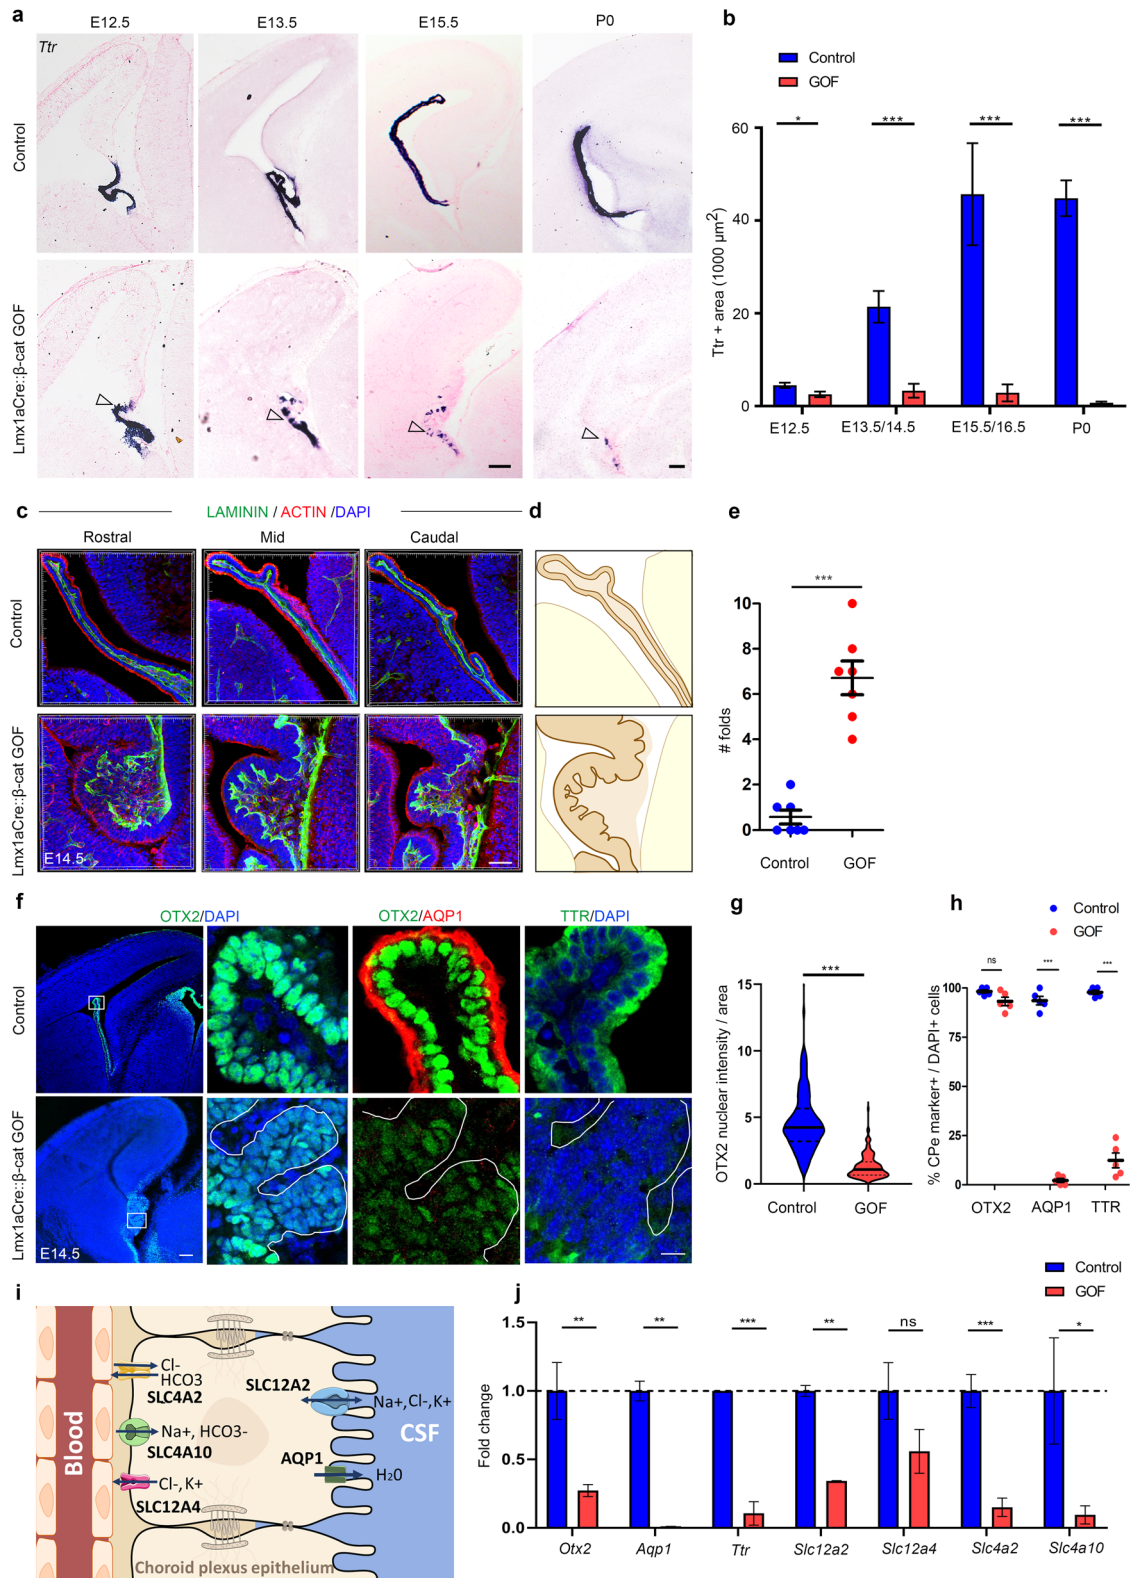 a
E12.5
E13.5
E15.5
P0
Ttr
Control
Lmx1aCre::β-cat GOF
b
Control
GOF
*
***
***
***
Ttr + area (1000 µm²)
60
40
20
0
E12.5
E13.5/14.5
E15.5/16.5
P0
c
LAMININ / ACTIN /DAPI
Rostral
Mid
Caudal
Control
Lmx1aCre::β-cat GOF
E14.5
d
e
***
# folds
10
8
6
4
2
0
Control
GOF
f
OTX2/DAPI
OTX2/AQP1
TTR/DAPI
Control
Lmx1aCre::β-cat GOF
E14.5
g
***
OTX2 nuclear intensity / area
15
10
5
0
Control
GOF
h
Control
GOF
ns
***
***
% CPe marker+ / DAPI+ cells
100
50
25
0
OTX2
AQP1
TTR
i
Blood
Cl-
HCO3
SLC4A2
Na+, HCO3-
SLC4A10
Cl-,K+
SLC12A4
SLC12A2
Na+,Cl-,K+
CSF
AQP1
H20
Choroid plexus epithelium
j
Control
GOF
**
**
***
**
ns
***
*
Fold change
1.5
1.0
0.5
0.0
Otx2
Aqp1
Ttr
Slc12a2
Slc12a4
Slc4a2
Slc4a10